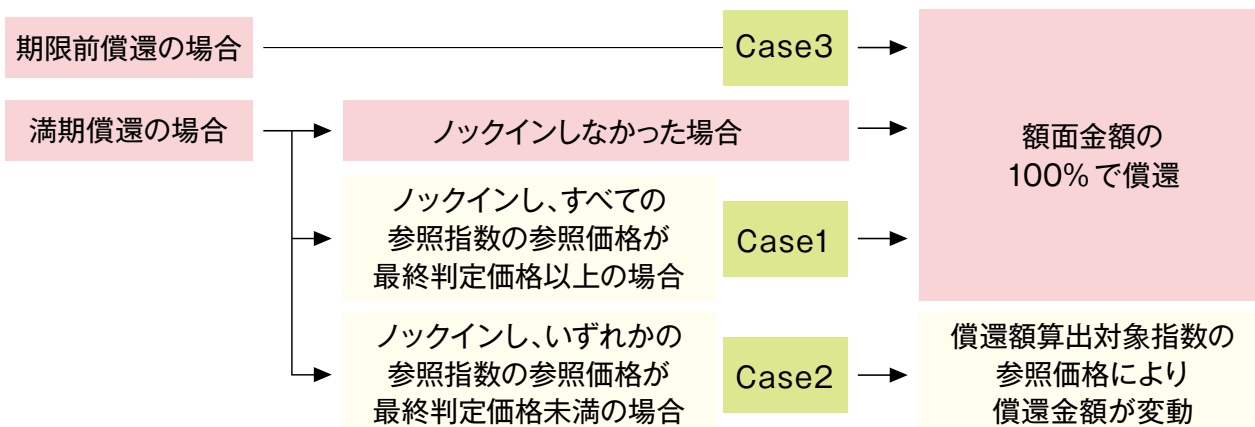 期限前償還の場合
Case3
満期償還の場合
ノックインしなかった場合
額面金額の
100%で償還
ノックインし、すべての
参照指数の参照価格が
最終判定価格以上の場合
Case1
ノックインし、いずれかの
参照指数の参照価格が
最終判定価格未満の場合
Case2
償還額算出対象指数の
参照価格により
償還金額が変動